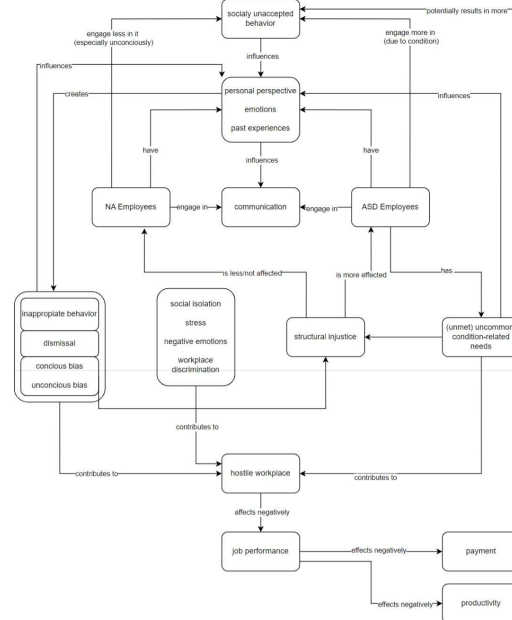 socialy unaccepted
behavior
potentially results in more
engage less in it
(especially unconciously)
engage more in
(due to condition)
influences
influences
personal perspective
emotions
past experiences
creates
influences
have
influences
have
NA Employees
engage in
communication
engage in
ASD Employees
is less/not affected
is more effected
has
inappropiate behavior
dismissal
concious bias
unconcious bias
social isolation
stress
negative emotions
workplace
discrimination
structural injustice
(unmet) uncommon
condition-related
needs
contributes to
contributes to
hostile workplace
contributes to
affects negatively
job performance
effects negatively
payment
effects negatively
productivity